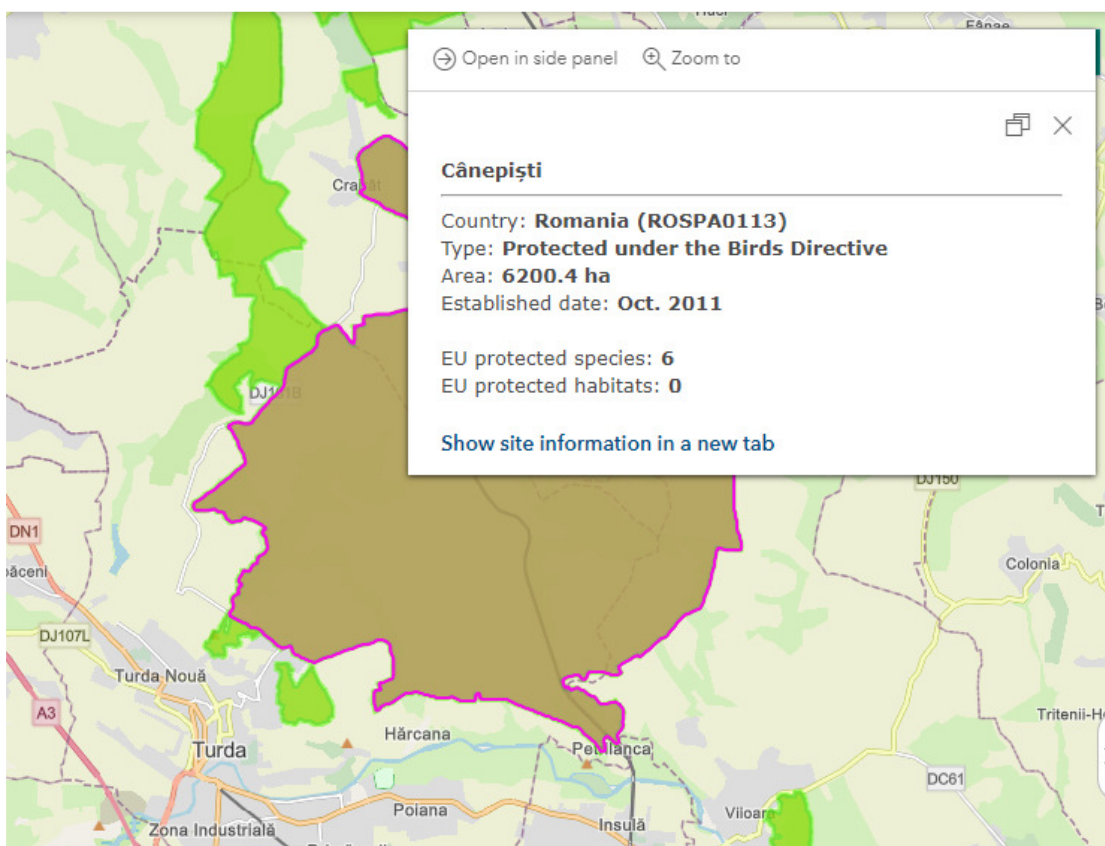 Fânațe
Open in side panel Zoom to
Cânepiști
Country: Romania (ROSPA0113)
Type: Protected under the Birds Directive
Area: 6200.4 ha
Established date: Oct. 2011
EU protected species: 6
EU protected habitats: 0
Show site information in a new tab
DJ150
DN1
Colonia
DJ107L
Turda Nouă
A3
Hărcana
Turda
DC61
Poiana
Viioara
Insulă
Zona Industrială